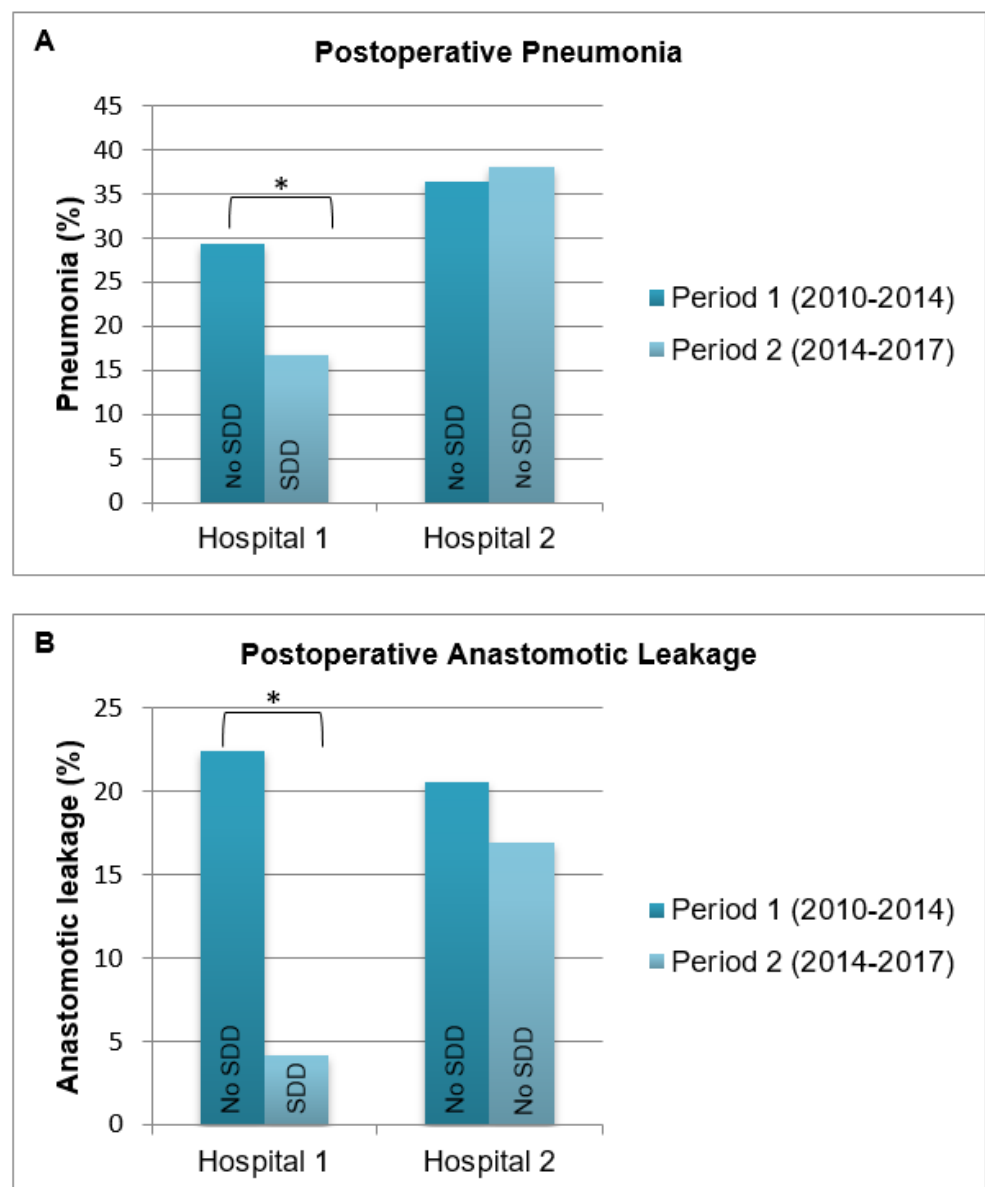 A
Postoperative Pneumonia
45
40
35
30
25
20
15
10
5
0
Pneumonia (%)
*
No SDD
SDD
No SDD
No SDD
Hospital 1
Hospital 2
Period 1 (2010-2014)
Period 2 (2014-2017)
B
Postoperative Anastomotic Leakage
25
20
15
10
5
0
Anastomotic leakage (%)
*
No SDD
SDD
No SDD
No SDD
Hospital 1
Hospital 2
Period 1 (2010-2014)
Period 2 (2014-2017)